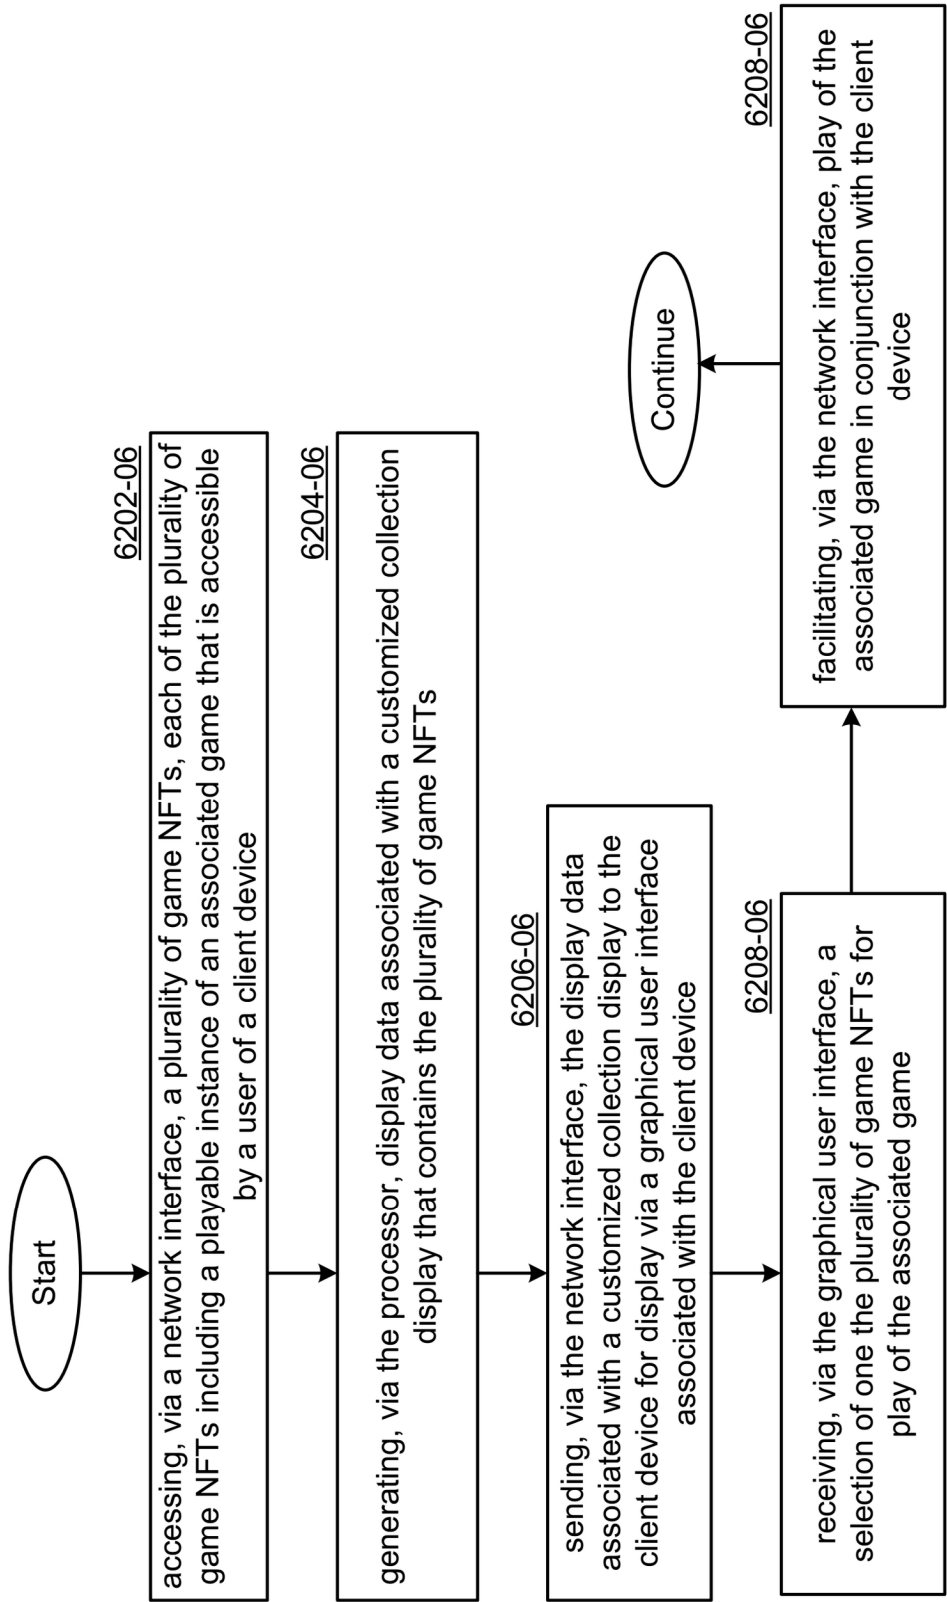 Start
6202-06
accessing, via a network interface, a plurality of game NFTs, each of the plurality of
game NFTs including a playable instance of an associated game that is accessible
by a user of a client device
6204-06
generating, via the processor, display data associated with a customized collection
display that contains the plurality of game NFTs
6206-06
sending, via the network interface, the display data
associated with a customized collection display to the
client device for display via a graphical user interface
associated with the client device
6208-06
receiving, via the graphical user interface, a
selection of one the plurality of game NFTs for
play of the associated game
6208-06
facilitating, via the network interface, play of the
associated game in conjunction with the client
device
Continue